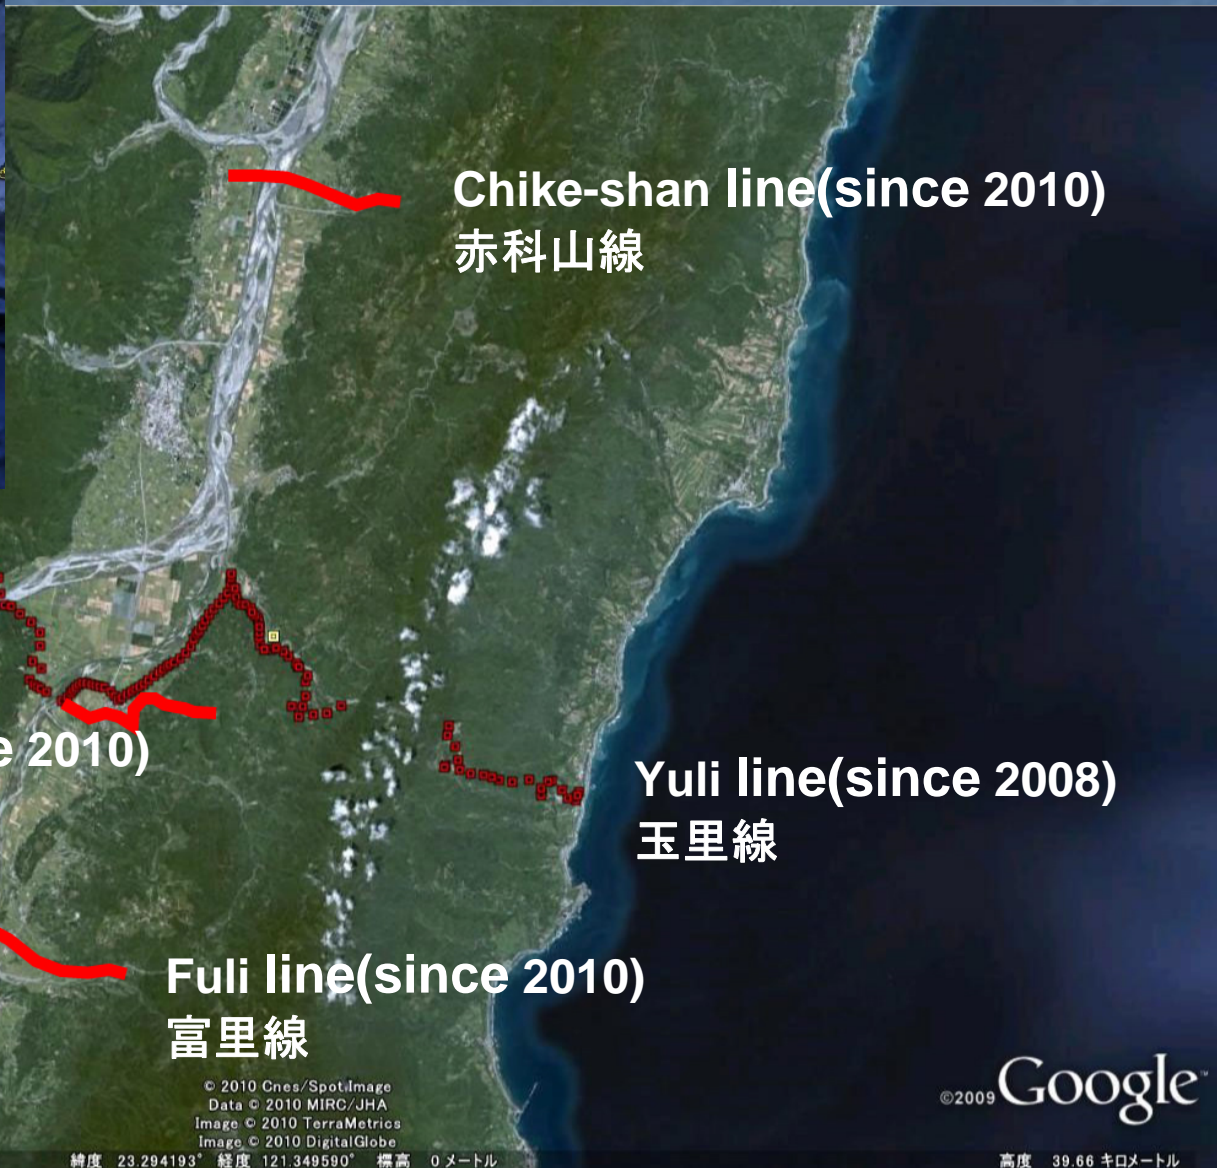 Chike-shan line(since 2010)
赤科山線
e 2010)
Yuli line(since 2008)
玉里線
Fuli line(since 2010)
富里線
© 2010 Cnes/Spot Image
Data © 2010 MIRC/JHA
Image © 2010 TerraMetrics
Image © 2010 DigitalGlobe
©2009 Google™
緯度 23.294193° 経度 121.349590° 標高 0 メートル
高度 39.66 キロメートル